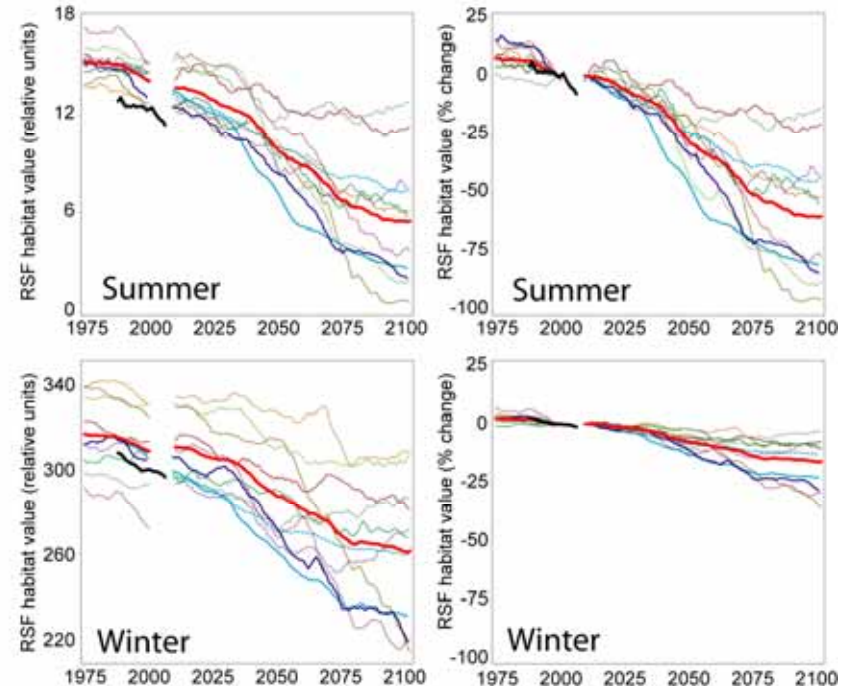 RSF habitat value (relative units)
18
12
6
0
Summer
1975 2000 2025 2050 2075 2100
RSF habitat value (% change)
25
0
-25
-50
-75
-100
Summer
1975 2000 2025 2050 2075 2100
RSF habitat value (relative units)
340
300
260
220
Winter
1975 2000 2025 2050 2075 2100
RSF habitat value (% change)
25
0
-25
-50
-75
-100
Winter
1975 2000 2025 2050 2075 2100